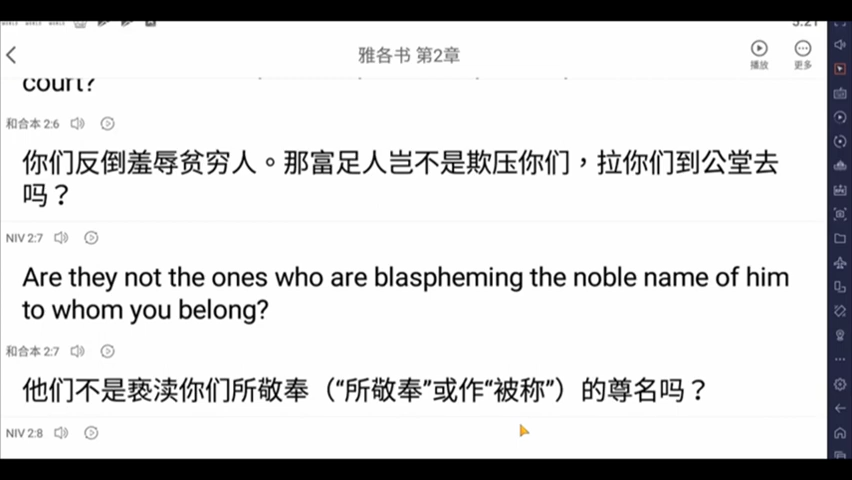 雅各书 第2章
播放
更多
court?
和合本 2:6
你们反倒羞辱贫穷人。那富足人岂不是欺压你们，拉你们到公堂去
吗？
NIV 2:7
Are they not the ones who are blaspheming the noble name of him
to whom you belong?
和合本 2:7
他们不是亵渎你们所敬奉（“所敬奉”或作“被称”）的尊名吗？
NIV 2:8